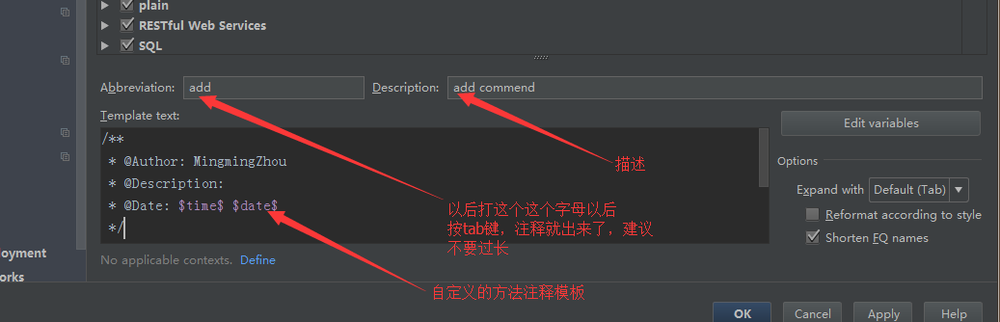 plain
RESTful Web Services
SQL
Abbreviation: add Description: add commend
Template text:
/**
* @Author: MingmingZhou
* @Description:
* @Date: $time$ $date$
*/
Edit variables
Options
Expand with Default (Tab)
Reformat according to style
Shorten FQ names
描述
以后打这个这个字母以后
按tab键，注释就出来了，建议
不要过长
No applicable contexts. Define
自定义的方法注释模板
loyment
orks
OK Cancel Apply Help